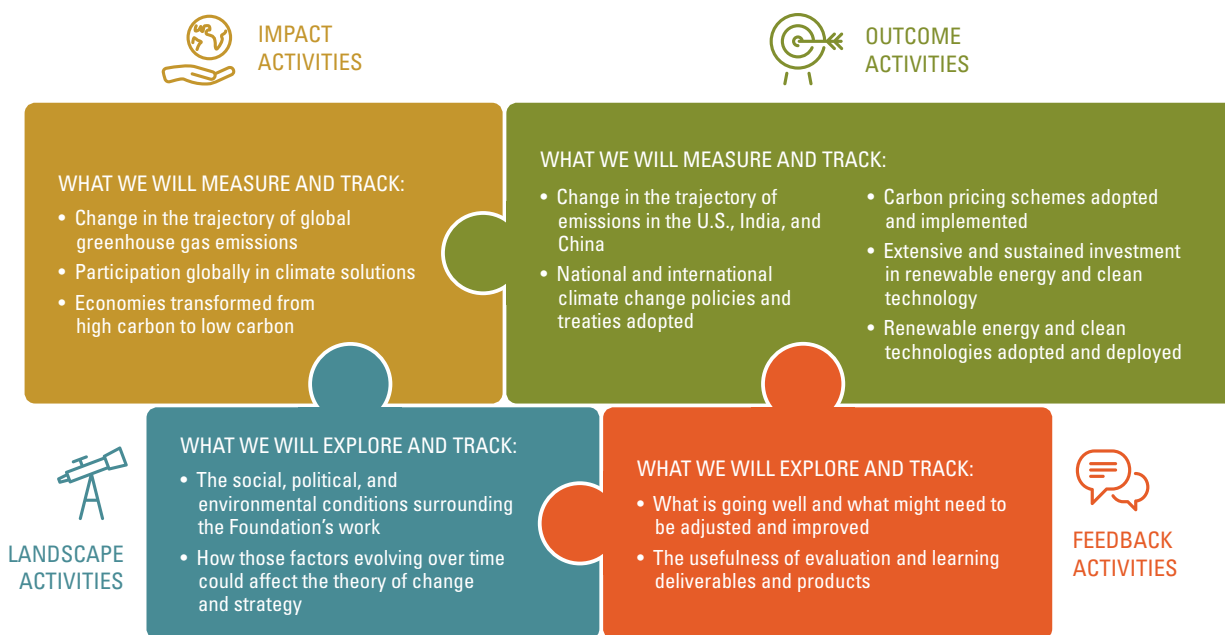 IMPACT
ACTIVITIES
WHAT WE WILL MEASURE AND TRACK:
• Change in the trajectory of global
greenhouse gas emissions
• Participation globally in climate solutions
• Economies transformed from
high carbon to low carbon
OUTCOME
ACTIVITIES
WHAT WE WILL MEASURE AND TRACK:
• Change in the trajectory of
emissions in the U.S., India, and
China
• National and international
climate change policies and
treaties adopted
• Carbon pricing schemes adopted
and implemented
• Extensive and sustained investment
in renewable energy and clean
technology
• Renewable energy and clean
technologies adopted and deployed
LANDSCAPE
ACTIVITIES
WHAT WE WILL EXPLORE AND TRACK:
• The social, political, and
environmental conditions surrounding
the Foundation's work
• How those factors evolving over time
could affect the theory of change
and strategy
WHAT WE WILL EXPLORE AND TRACK:
• What is going well and what might need to
be adjusted and improved
• The usefulness of evaluation and learning
deliverables and products
FEEDBACK
ACTIVITIES